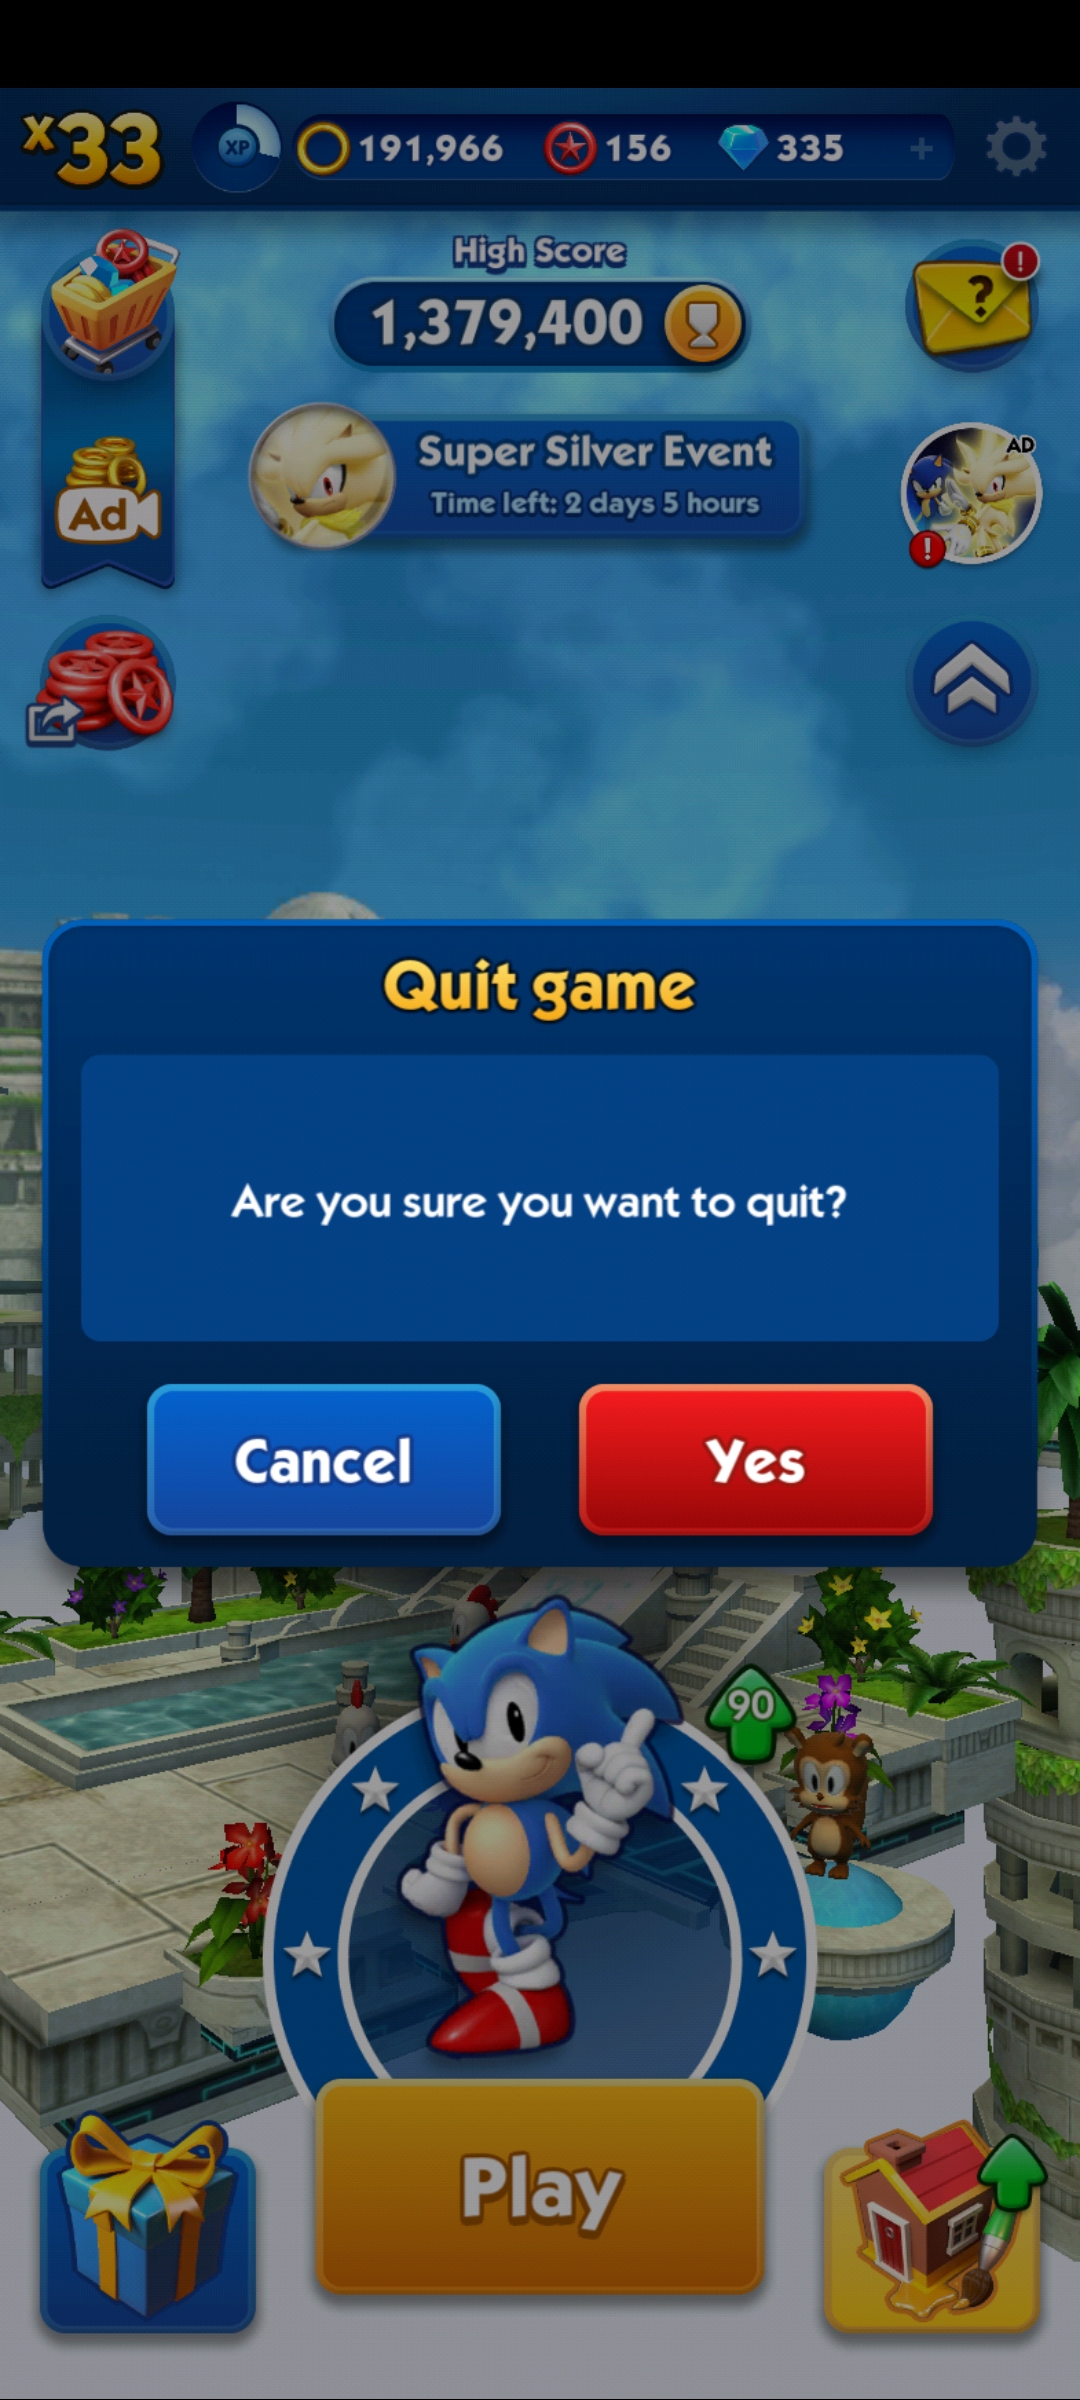 x33
XP
191,966
156
335
+
High Score
1,379,400
?
!
Super Silver Event
Time left: 2 days 5 hours
AD
!
Ad
Quit game
Are you sure you want to quit?
Cancel
Yes
90
Play